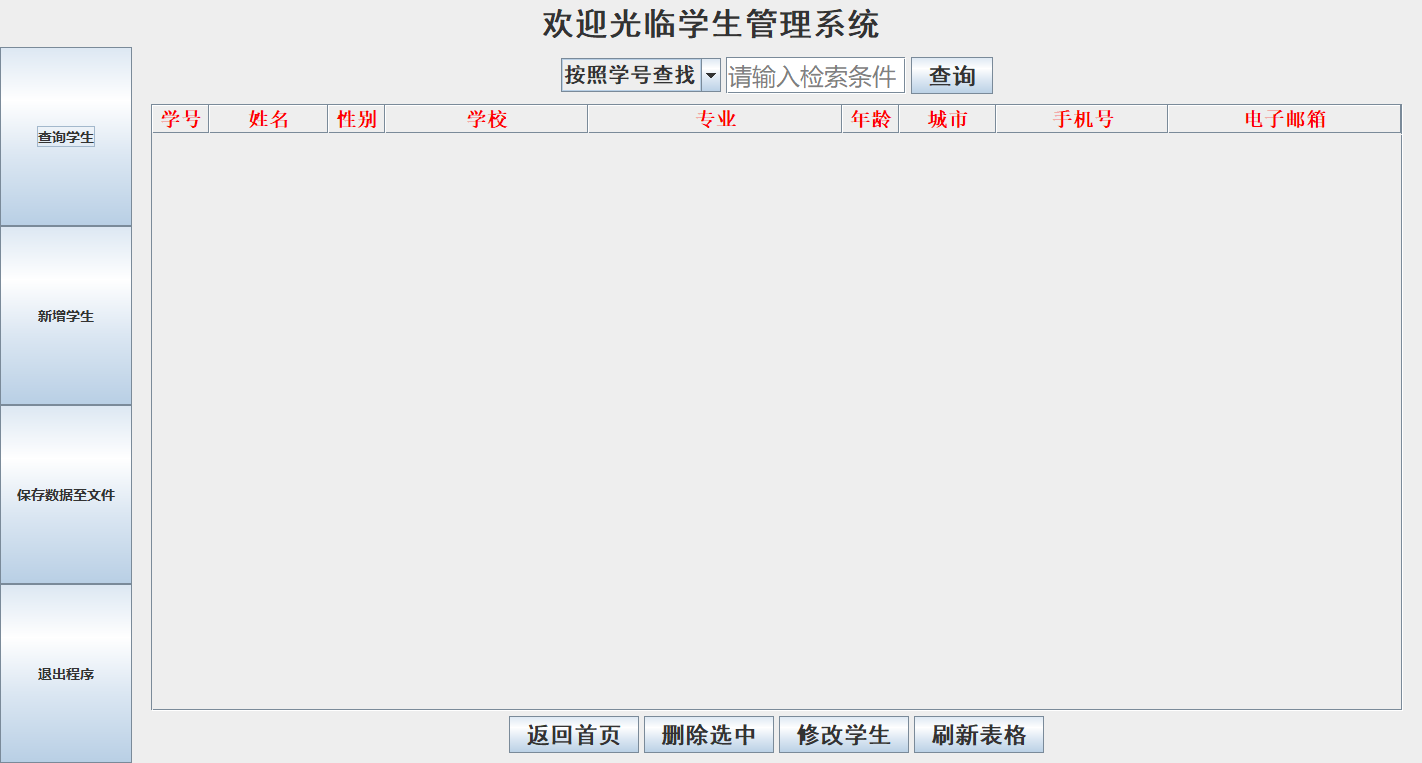 欢迎光临学生管理系统
按照学号查找 请输入检索条件 查询
学号 姓名 性别 学校 专业 年龄 城市 手机号 电子邮箱
查询学生
新增学生
保存数据至文件
退出程序
返回首页 删除选中 修改学生 刷新表格